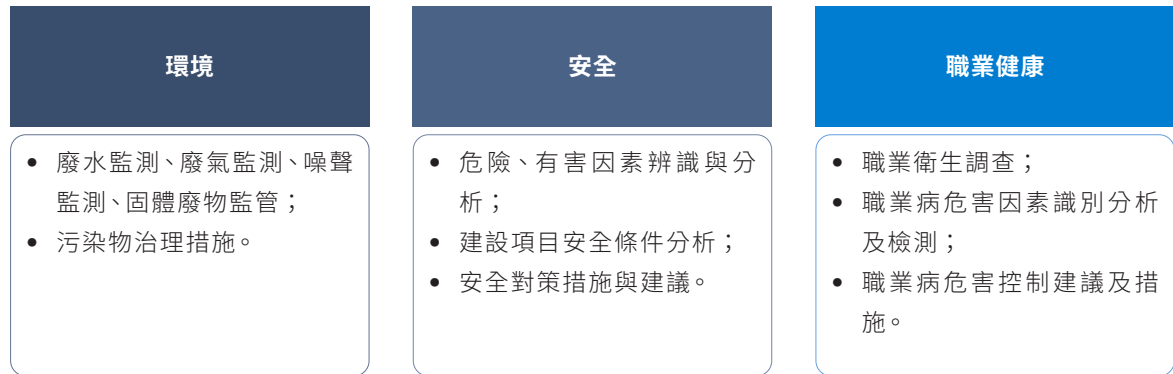 環境
• 廢水監測、廢氣監測、噪聲
監測、固體廢物監管；
• 污染物治理措施。
安全
• 危險、有害因素辨識與分
析；
• 建設項目安全條件分析；
• 安全對策措施與建議。
職業健康
• 職業衛生調查；
• 職業病危害因素識別分析
及檢測；
• 職業病危害控制建議及措
施。